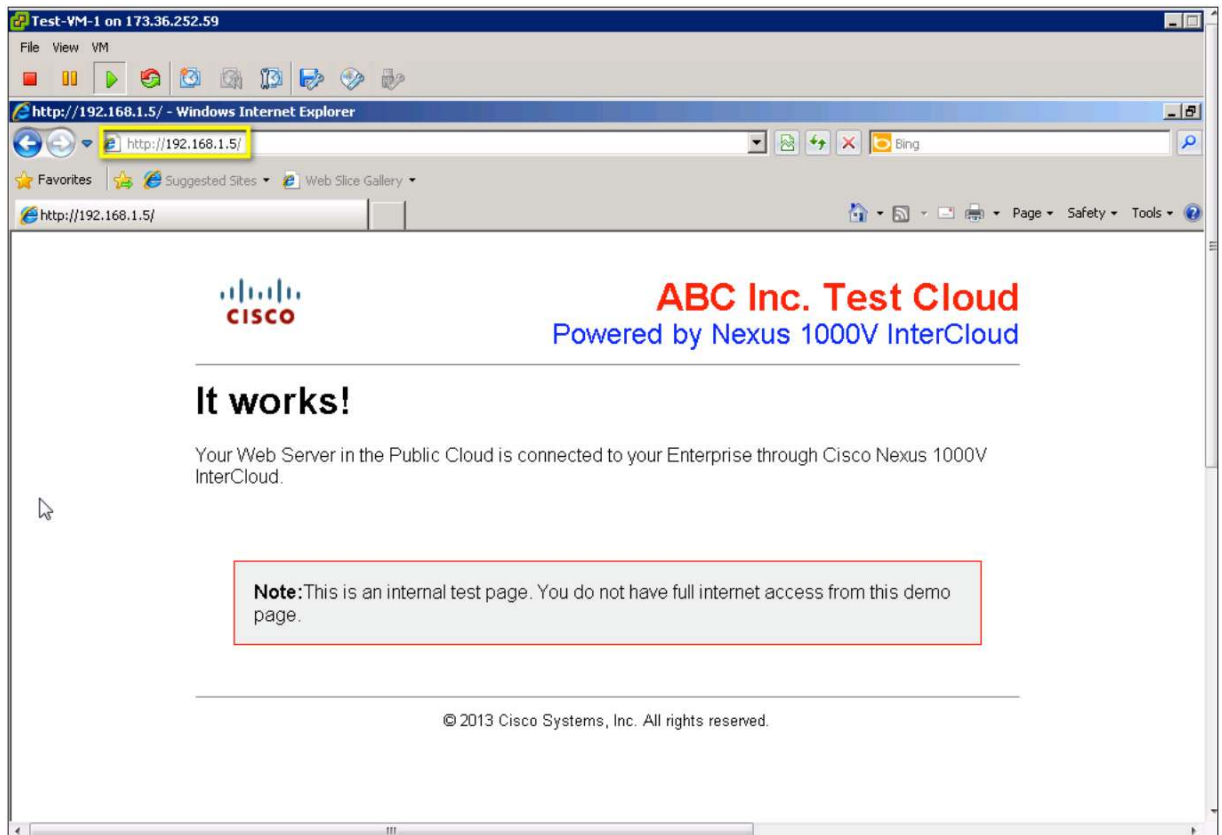 Test-VM-1 on 173.36.252.59
File View VM
http://192.168.1.5/ - Windows Internet Explorer
http://192.168.1.5/
Bing
Favorites Suggested Sites Web Slice Gallery
http://192.168.1.5/
Page Safety Tools
CISCO
ABC Inc. Test Cloud
Powered by Nexus 1000V InterCloud
It works!
Your Web Server in the Public Cloud is connected to your Enterprise through Cisco Nexus 1000V
InterCloud.
Note:This is an internal test page. You do not have full internet access from this demo
page.
© 2013 Cisco Systems, Inc. All rights reserved.